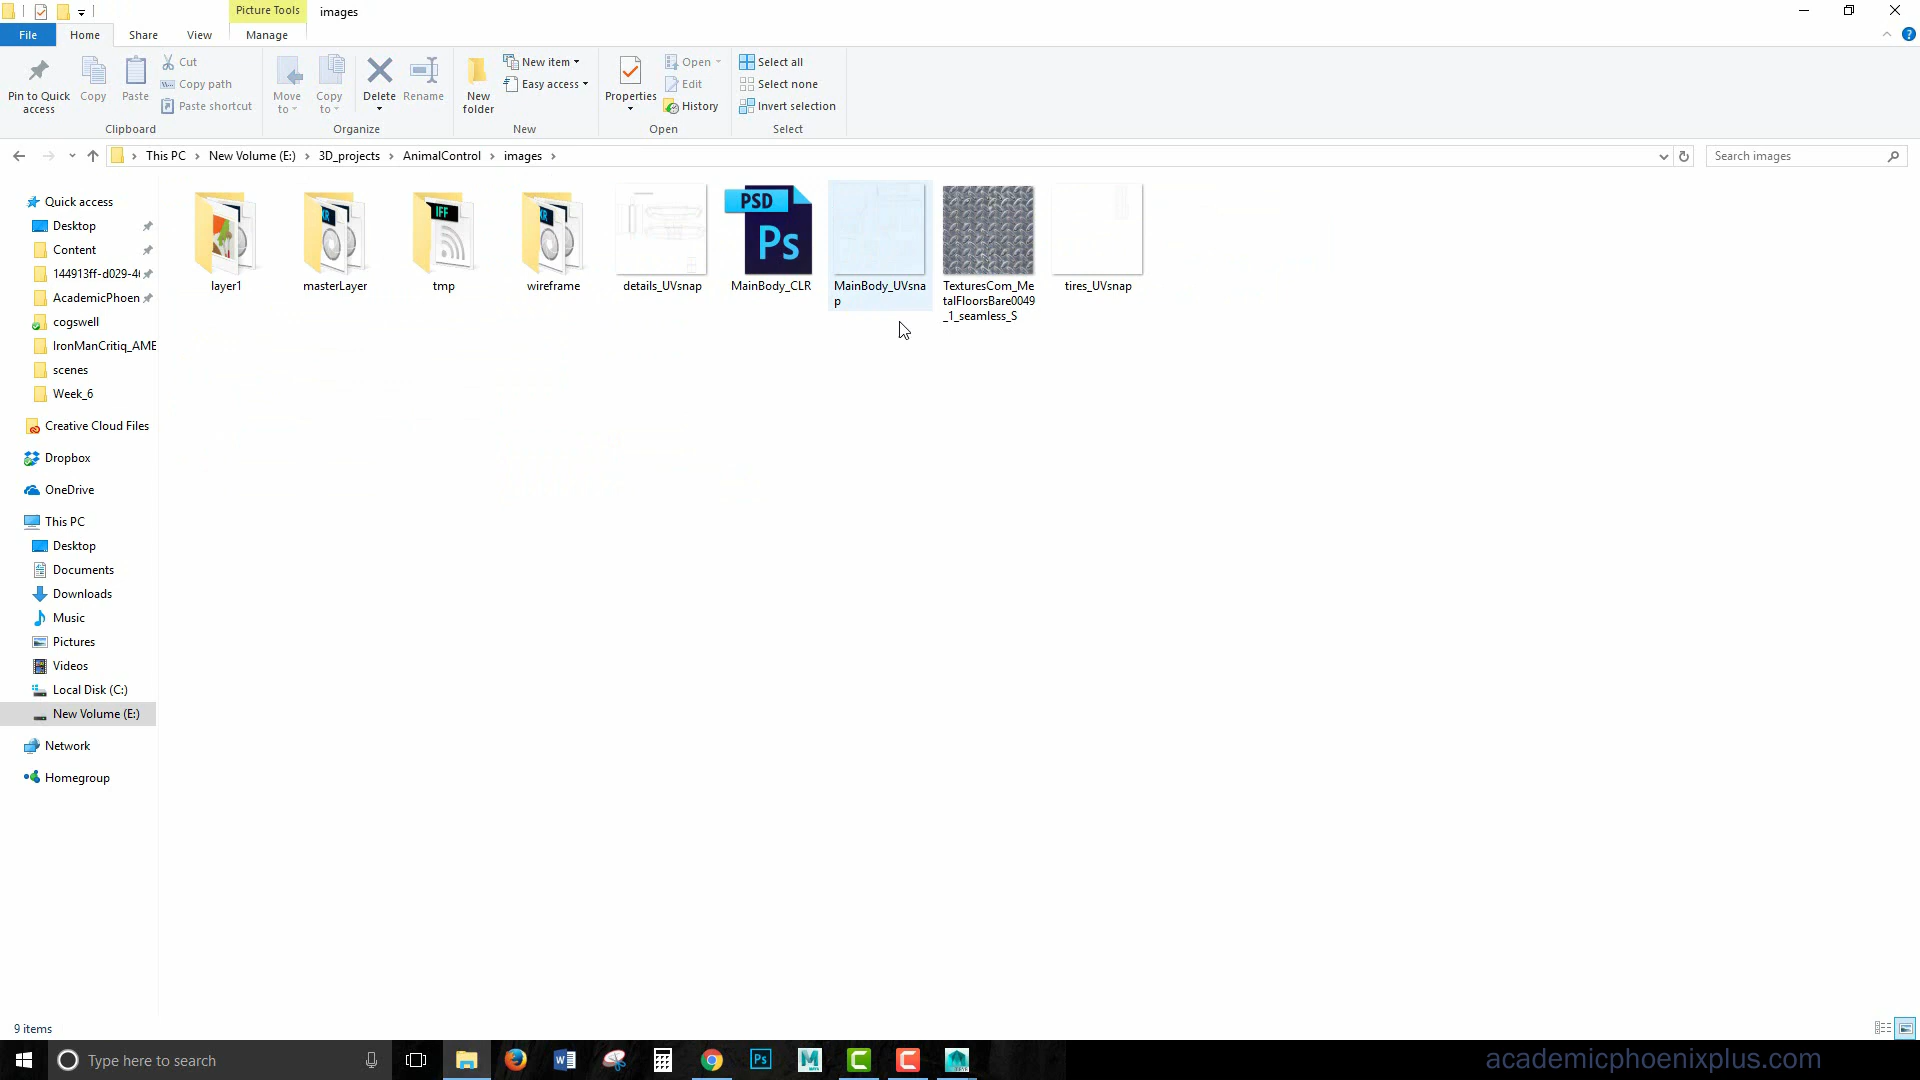 Picture Tools
images
File
Home
Share
View
Manage
Pin to Quick access
Copy
Paste
Cut
Copy path
Paste shortcut
Move to
Copy to
Delete
Rename
New folder
New item
Easy access
Properties
Open
Edit
History
Select all
Select none
Invert selection
Clipboard
Organize
New
Open
Select
This PC > New Volume (E:) > 3D_projects > AnimalControl > images >
Search images
Quick access
Desktop
Content
144913ff-d029-4
AcademicPhoen
cogswell
IronManCritiq_AME
scenes
Week_6
Creative Cloud Files
Dropbox
OneDrive
This PC
Desktop
Documents
Downloads
Music
Pictures
Videos
Local Disk (C:)
New Volume (E:)
Network
Homegroup
IFF
PSD
Ps
layer1
masterLayer
tmp
wireframe
details_UVsnap
MainBody_CLR
MainBody_UVsna
p
TexturesCom_Me
talFloorsBare0049
_1_seamless_S
tires_UVsnap
9 items
Type here to search
Ps
academicphoenixplus.com